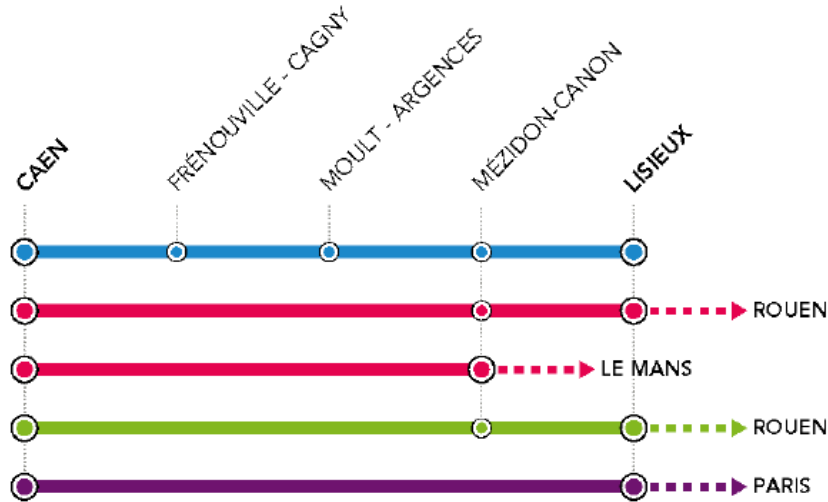 CAEN
FRÉNOUVILLE - CAGNY
MOULT - ARGENCES
MÉZIDON-CANON
LISIEUX
ROUEN
LE MANS
ROUEN
PARIS